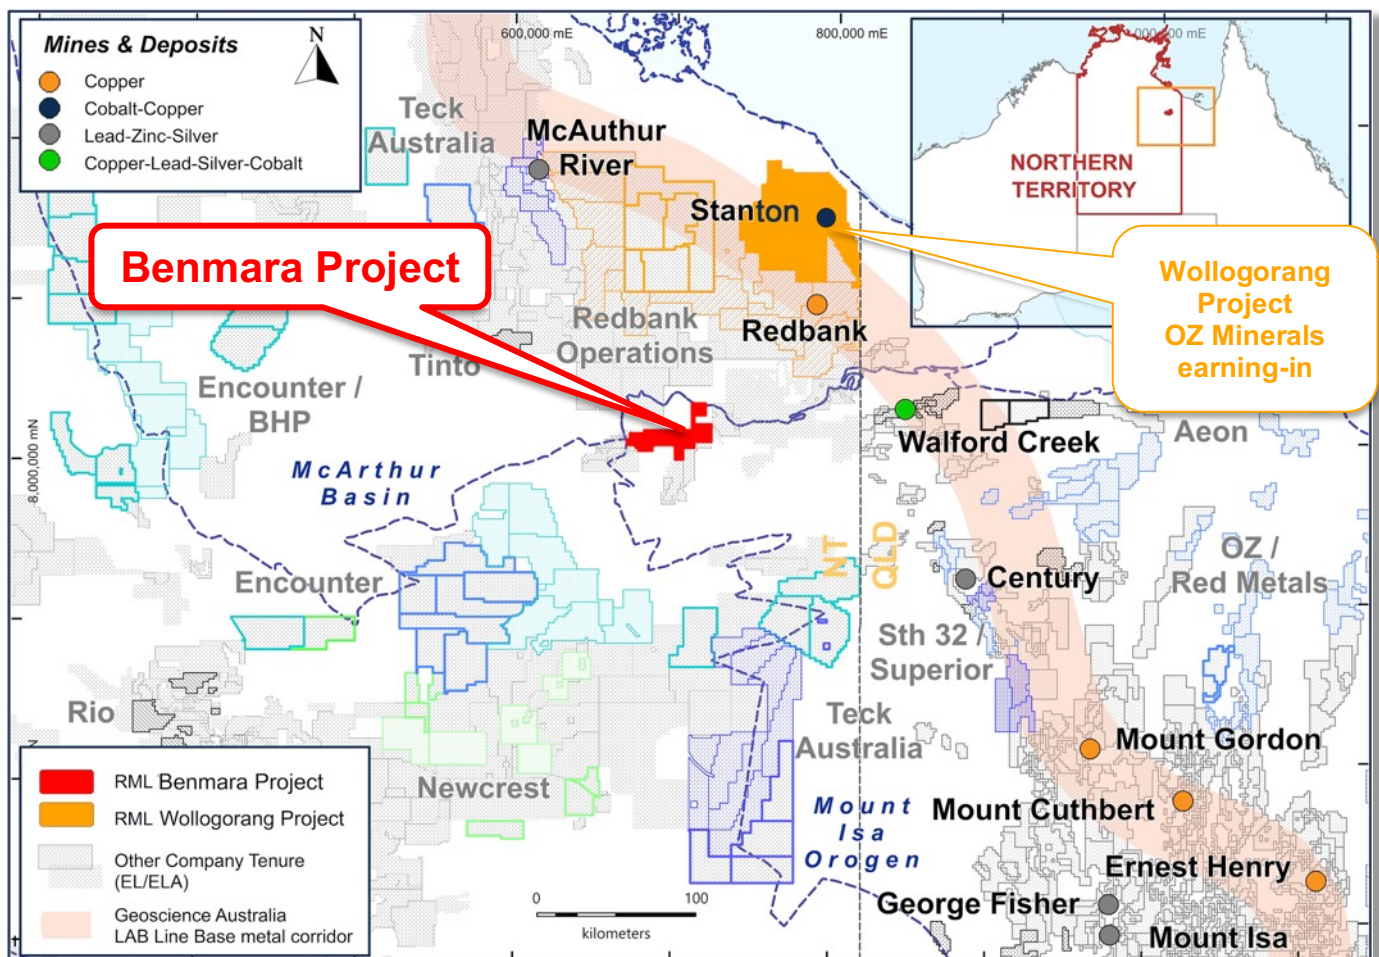 Mines & Deposits
Copper
Cobalt-Copper
Lead-Zinc-Silver
Copper-Lead-Silver-Cobalt
N
600,000 mE
800,000 mE
8,000,000 mN
NORTHERN
TERRITORY
Teck
Australia
McAuthur
River
Stanton
Benmara Project
Wollogorang
Project
OZ Minerals
earning-in
Redbank
Operations
Redbank
Tinto
Encounter /
BHP
Walford Creek
Aeon
McArthur
Basin
NT
QLD
Encounter
Century
OZ /
Red Metals
Sth 32 /
Superior
Rio
Teck
Australia
Mount Gordon
Newcrest
Mount
Isa
Orogen
Mount Cuthbert
Ernest Henry
George Fisher
Mount Isa
RML Benmara Project
RML Wollogorang Project
Other Company Tenure
(EL/ELA)
Geoscience Australia
LAB Line Base metal corridor
0
100
kilometers